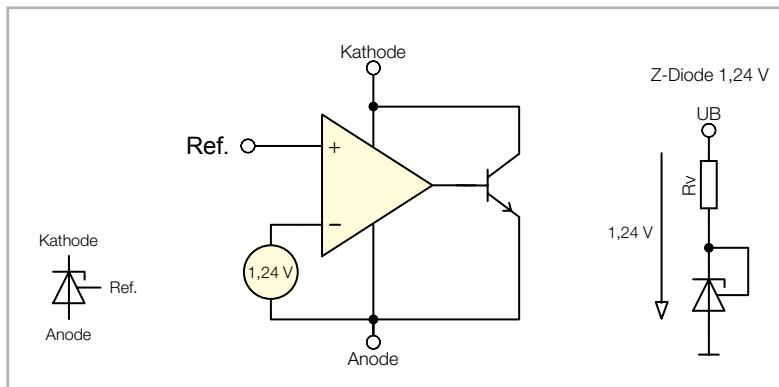 Kathode
Ref.
+
−
1,24 V
Anode
Kathode
Ref.
Anode
Z-Diode 1,24 V
UB
Rv
1,24 V